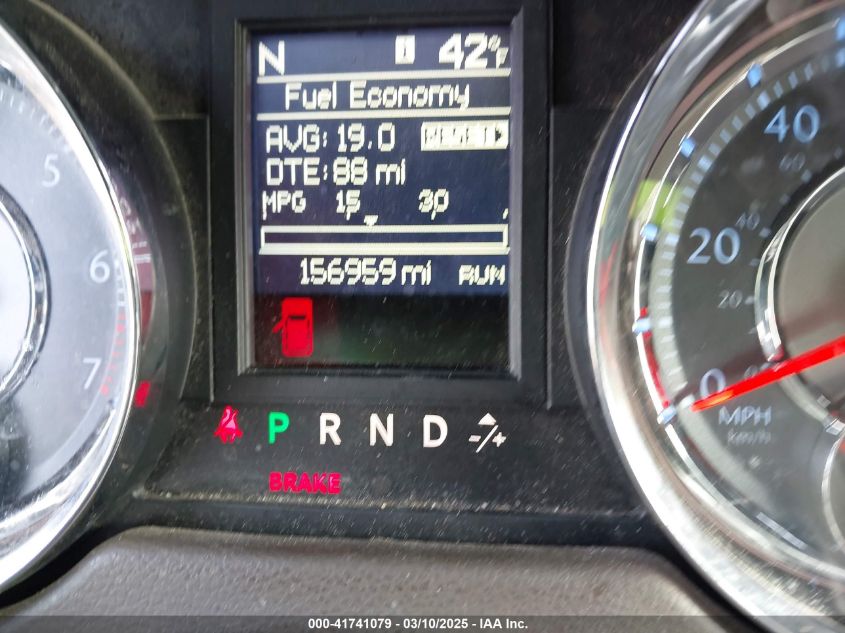 N 42°F
Fuel Economy
AVG: 19.0
DTE: 88 mi
MPG 15 30
156959 mi RUN
P R N D -/+
BRAKE
5
6
7
40
60
20
40
20
0
MPH
km/h
000-41741079 - 03/10/2025 - IAA Inc.